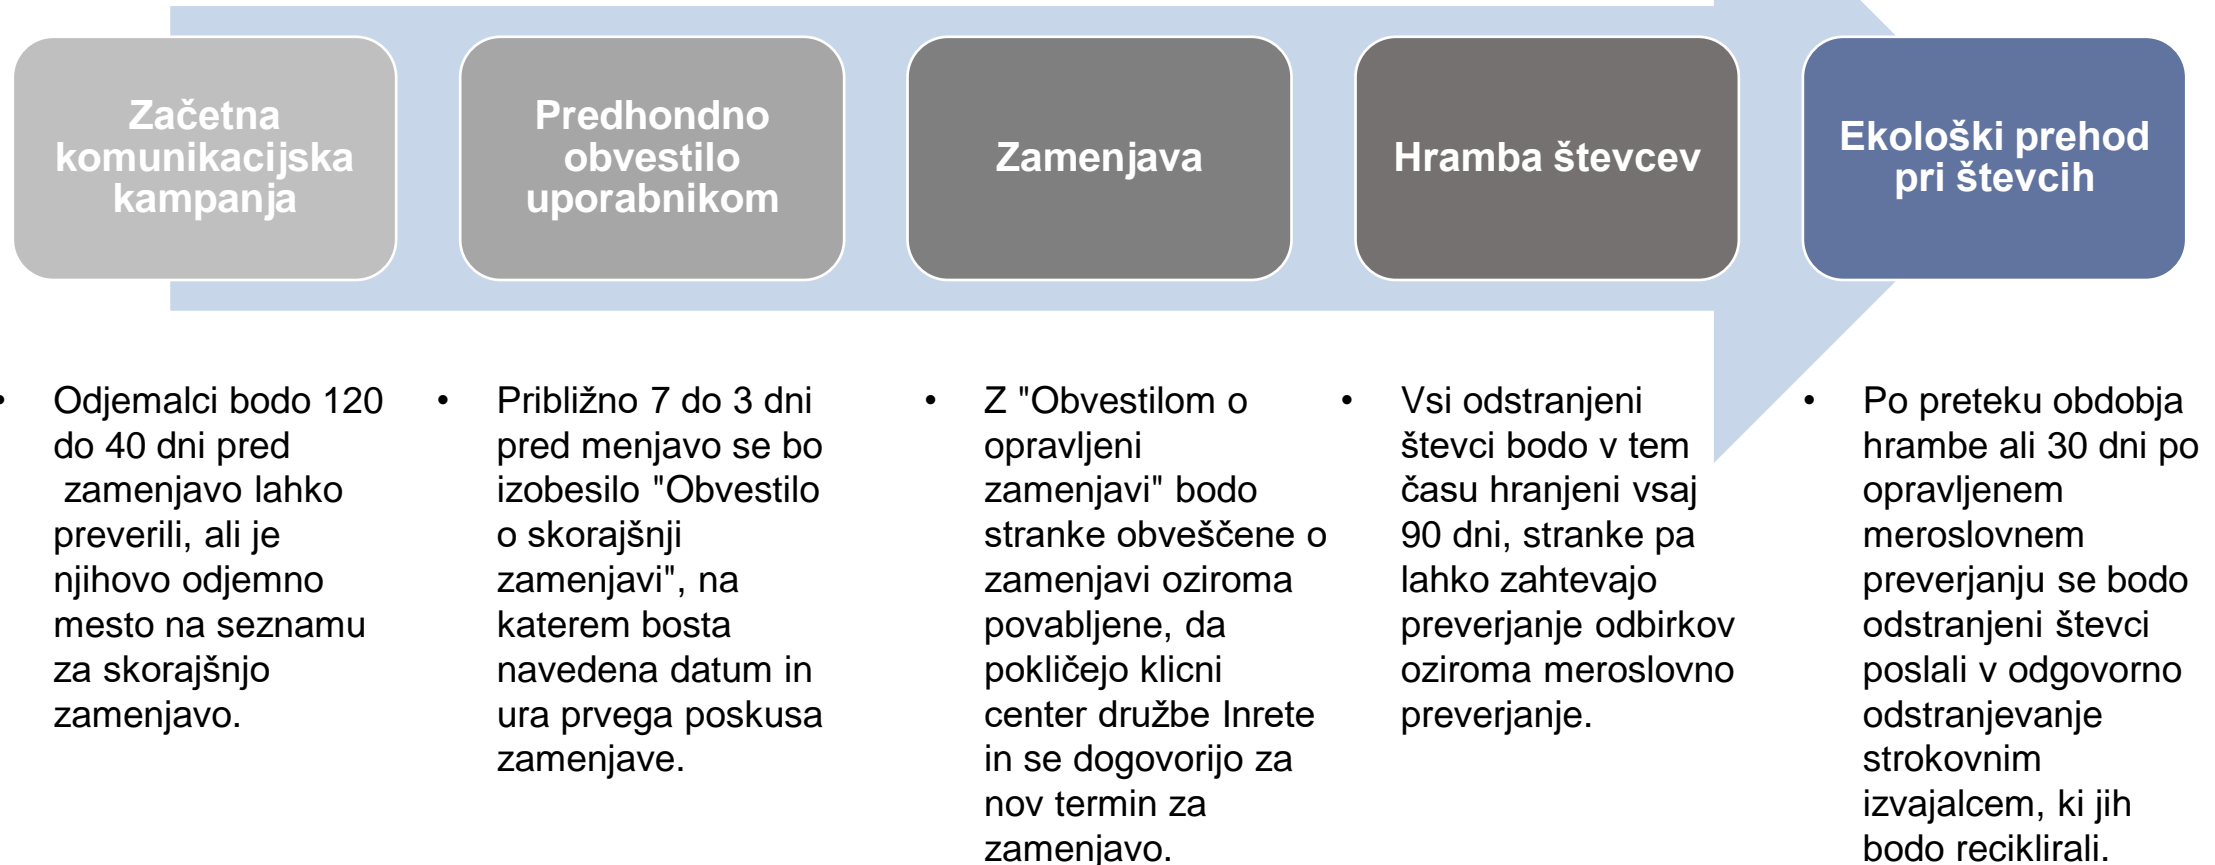 Začetna
komunikacijska
kampanja
Predhondno
obvestilo
uporabnikom
Zamenjava
Hramba števcev
Ekološki prehod
pri števcih
• Odjemalci bodo 120
do 40 dni pred
zamenjavo lahko
preverili, ali je
njihovo odjemno
mesto na seznamu
za skorajšnjo
zamenjavo.
• Približno 7 do 3 dni
pred menjavo se bo
izobesilo "Obvestilo
o skorajšnji
zamenjavi", na
katerem bosta
navedena datum in
ura prvega poskusa
zamenjave.
• Z "Obvestilom o
opravljeni
zamenjavi" bodo
stranke obveščene o
zamenjavi oziroma
povabljene, da
pokličejo klicni
center družbe Inrete
in se dogovorijo za
nov termin za
zamenjavo.
• Vsi odstranjeni
števci bodo v tem
času hranjeni vsaj
90 dni, stranke pa
lahko zahtevajo
preverjanje odbirkov
oziroma meroslovno
preverjanje.
• Po preteku obdobja
hrambe ali 30 dni po
opravljenem
meroslovnem
preverjanju se bodo
odstranjeni števci
poslali v odgovorno
odstranjevanje
strokovnim
izvajalcem, ki jih
bodo reciklirali.